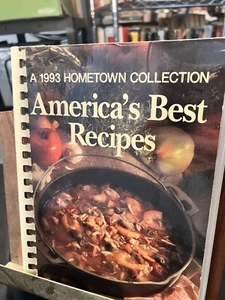 A 1993 HOMETOWN COLLECTION
America's Best
Recipes